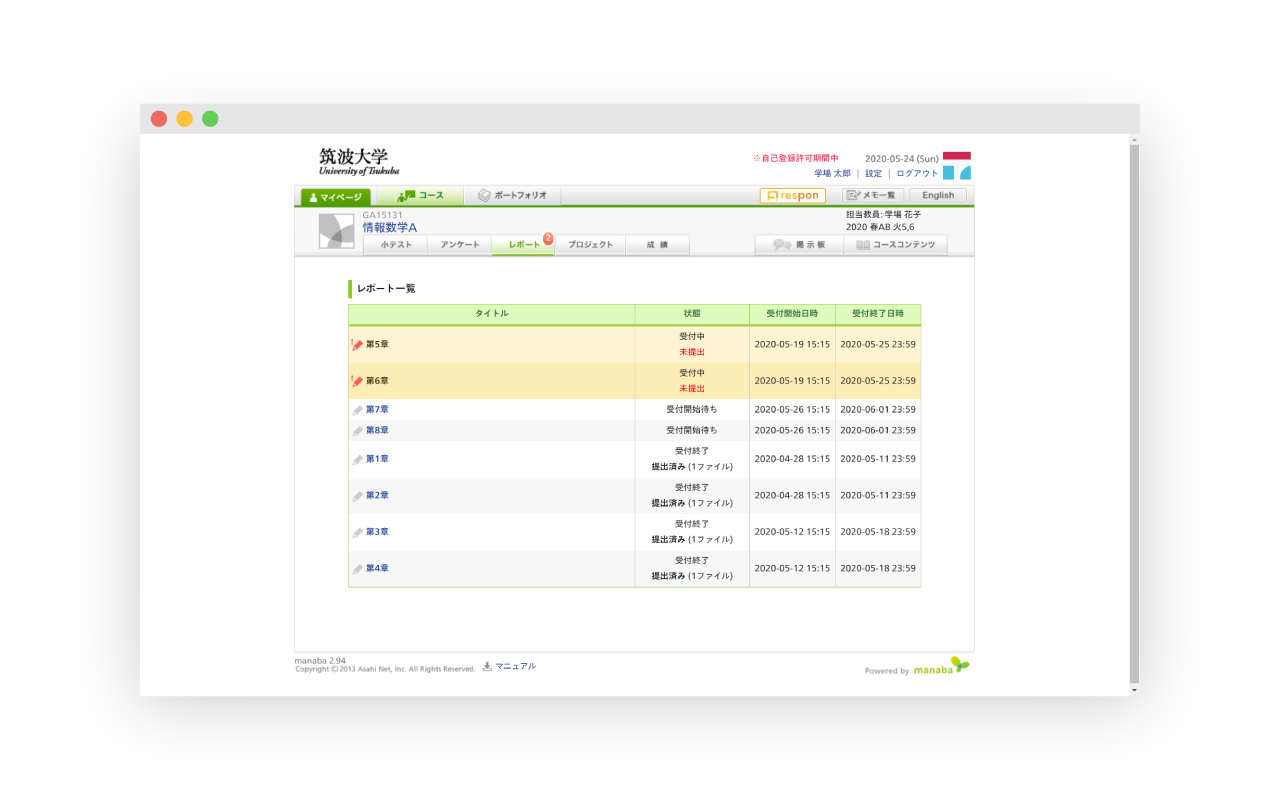 筑波大学
University of Tsukuba
※自己登録許可期間中 2020-05-24 (Sun)
学場 太郎 | 設定 | ログアウト
マイページ コース ポートフォリオ respon メモ一覧 English
GA15131
情報数学A
担当教員: 学場 花子
2020 春AB 火5,6
小テスト アンケート レポート 2 プロジェクト 成 績 掲 示 板 コースコンテンツ
レポート一覧
タイトル 状態 受付開始日時 受付終了日時
第5章 受付中 未提出 2020-05-19 15:15 2020-05-25 23:59
第6章 受付中 未提出 2020-05-19 15:15 2020-05-25 23:59
第7章 受付開始待ち 2020-05-26 15:15 2020-06-01 23:59
第8章 受付開始待ち 2020-05-26 15:15 2020-06-01 23:59
第1章 受付終了 提出済み (1ファイル) 2020-04-28 15:15 2020-05-11 23:59
第2章 受付終了 提出済み (1ファイル) 2020-04-28 15:15 2020-05-11 23:59
第3章 受付終了 提出済み (1ファイル) 2020-05-12 15:15 2020-05-18 23:59
第4章 受付終了 提出済み (1ファイル) 2020-05-12 15:15 2020-05-18 23:59
manaba 2.94
Copyright © 2013 Asahi Net, Inc. All Rights Reserved. マニュアル
Powered by manaba